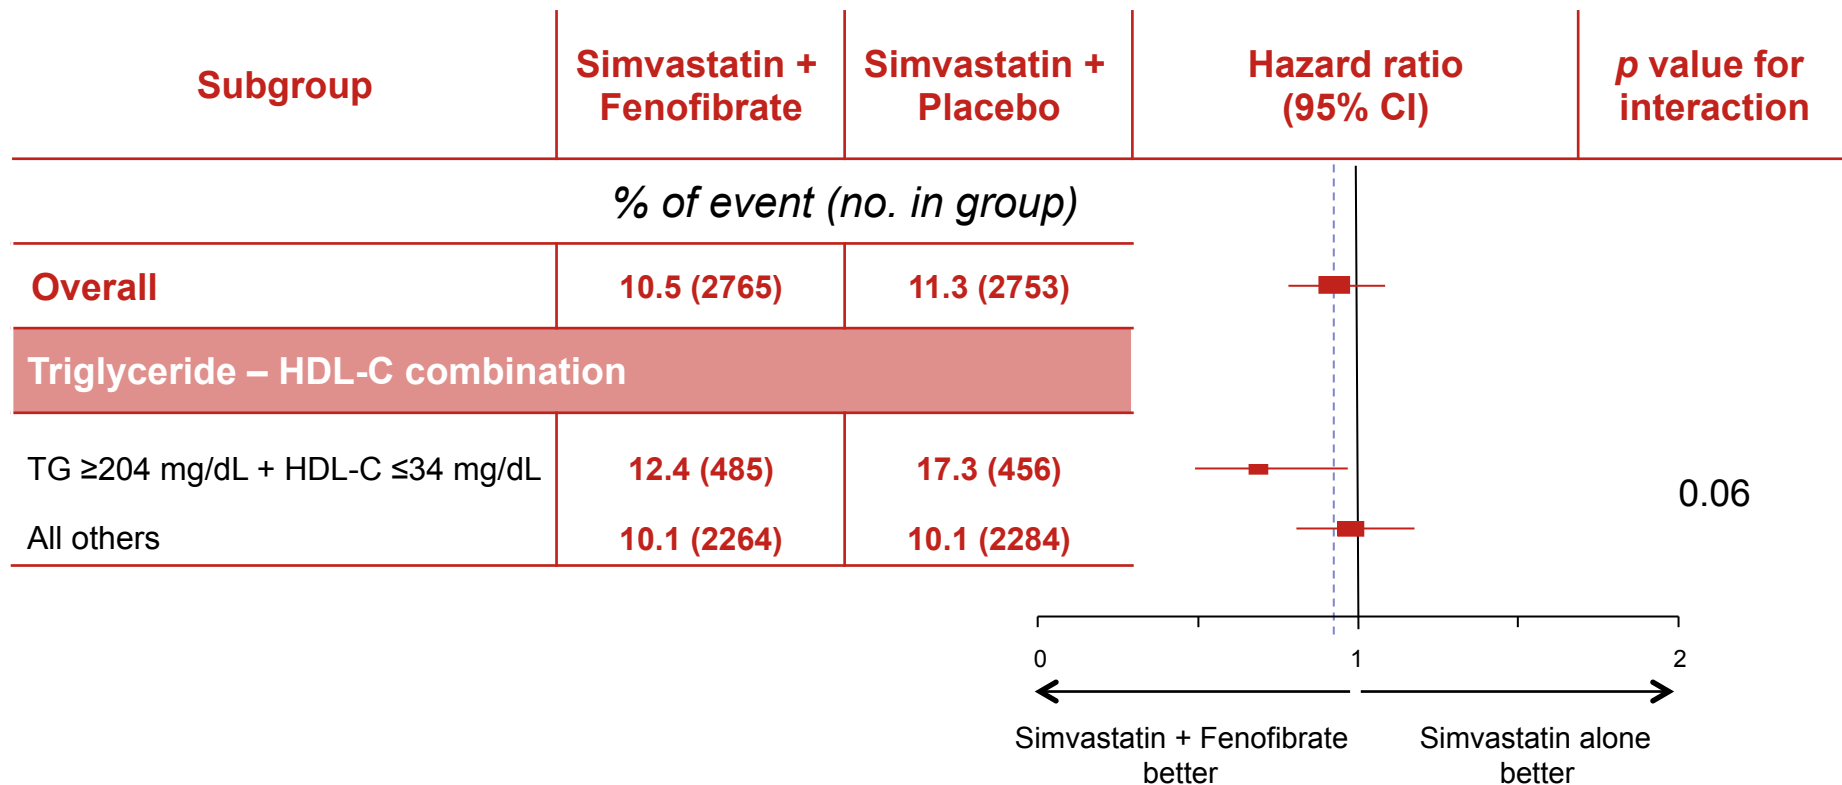 Subgroup
Simvastatin +
Fenofibrate
Simvastatin +
Placebo
Hazard ratio
(95% CI)
p value for
interaction
% of event (no. in group)
Overall
10.5 (2765)
11.3 (2753)
Triglyceride – HDL-C combination
TG ≥204 mg/dL + HDL-C ≤34 mg/dL
12.4 (485)
17.3 (456)
0.06
All others
10.1 (2264)
10.1 (2284)
0
1
2
Simvastatin + Fenofibrate
better
Simvastatin alone
better